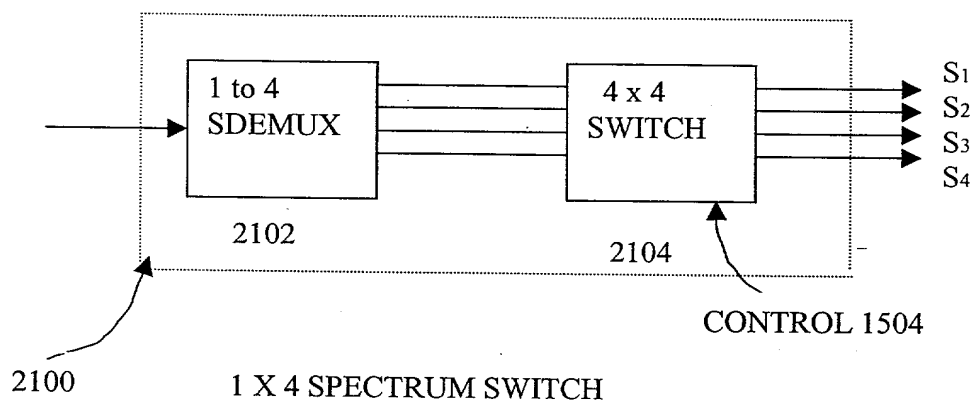 1 to 4
SDEMUX
4 x 4
SWITCH
S1
S2
S3
S4
2102
2104
CONTROL 1504
2100
1 X 4 SPECTRUM SWITCH